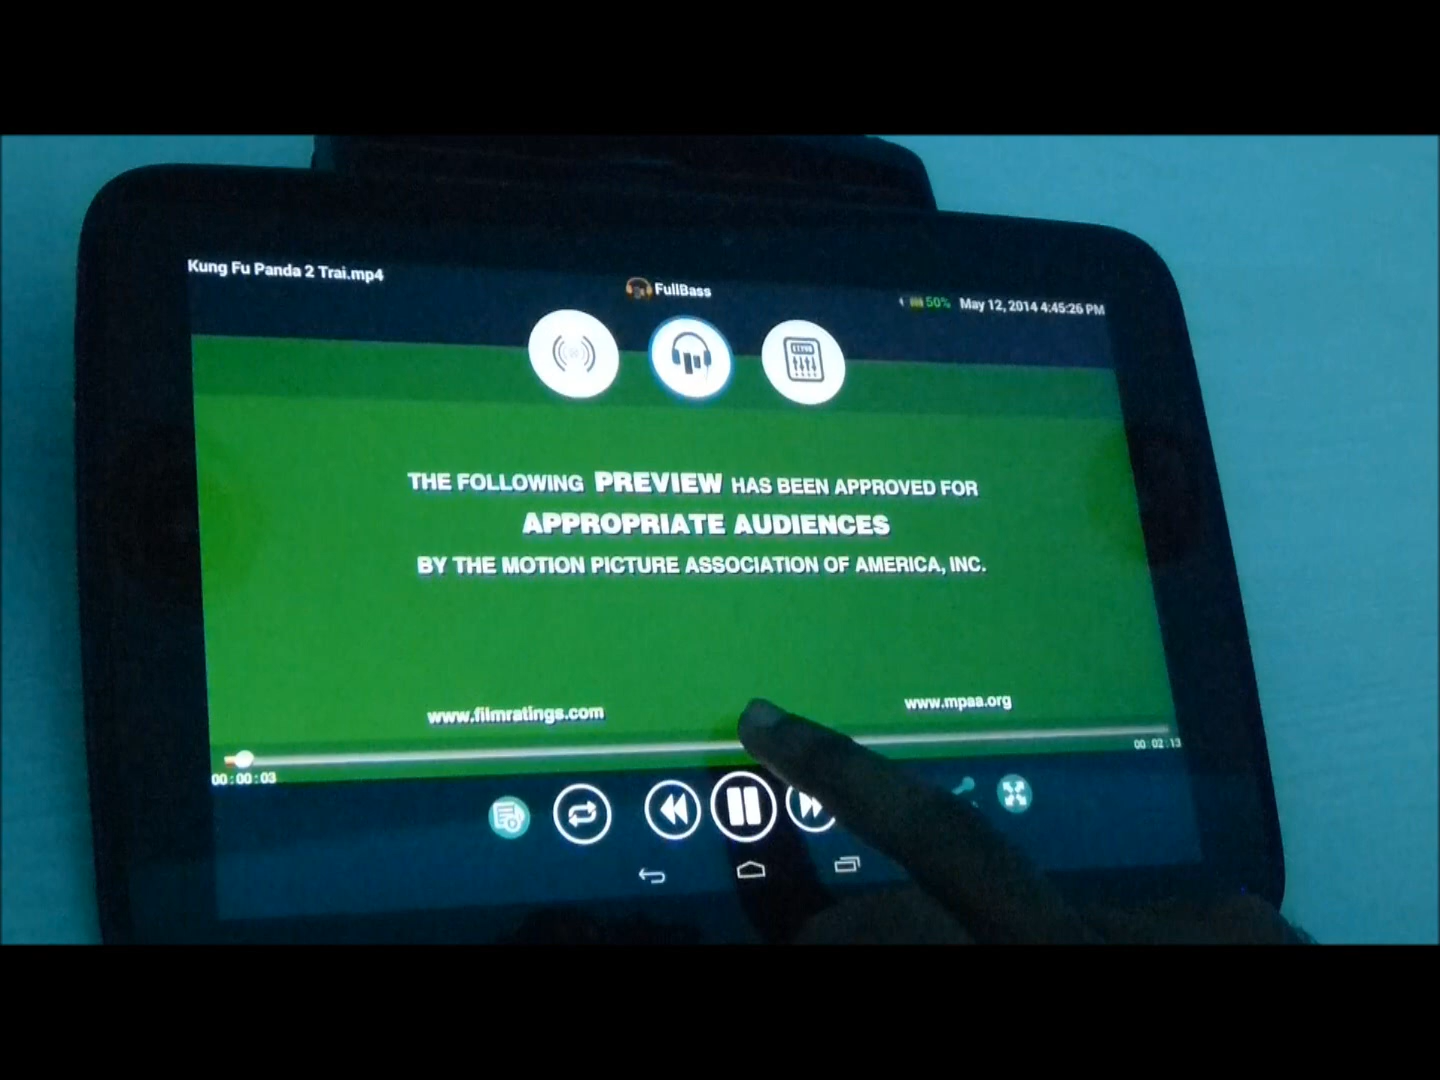 Kung Fu Panda 2 Trai.mp4
FullBass
50% May 12, 2014 4:45:26 PM
THE FOLLOWING PREVIEW HAS BEEN APPROVED FOR
APPROPRIATE AUDIENCES
BY THE MOTION PICTURE ASSOCIATION OF AMERICA, INC.
www.filmratings.com
www.mpaa.org
00:00:03
00:02:13